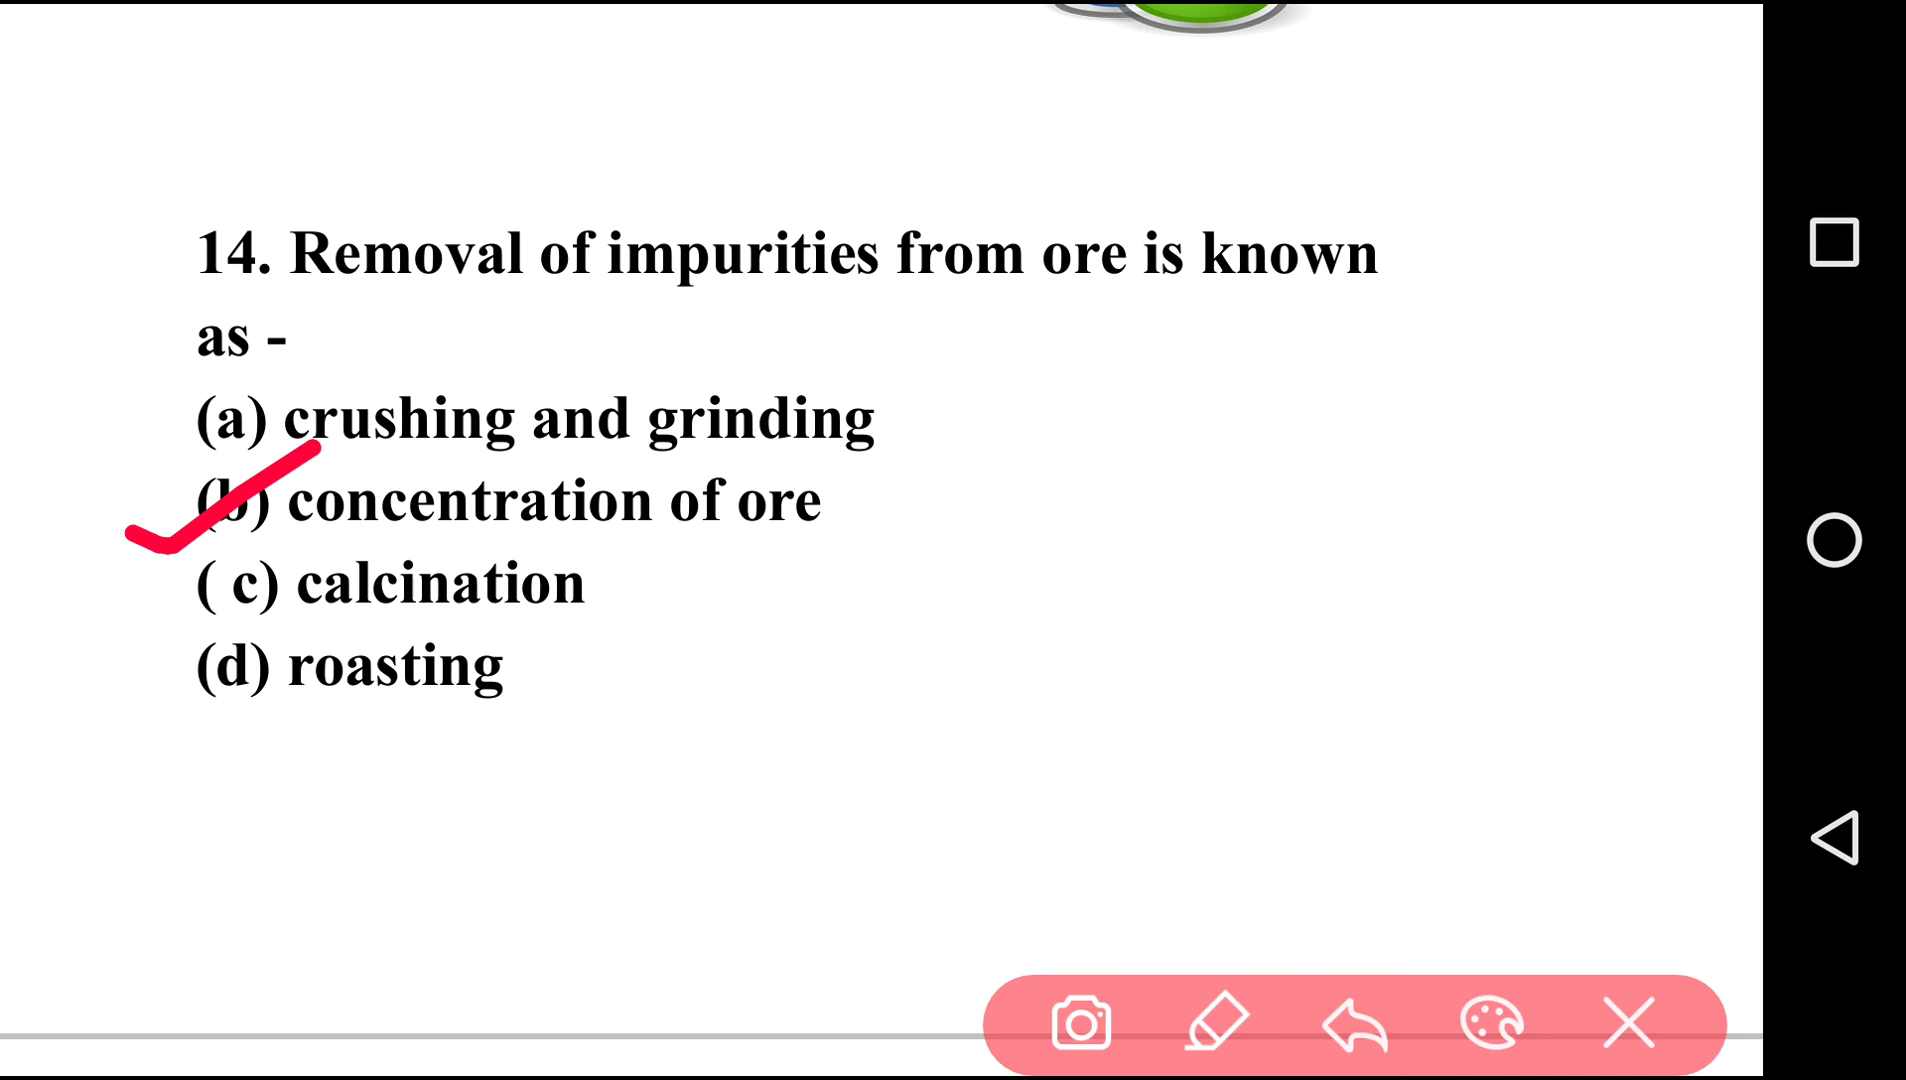 14. Removal of impurities from ore is known
as -
(a) crushing and grinding
(b) concentration of ore
( c) calcination
(d) roasting